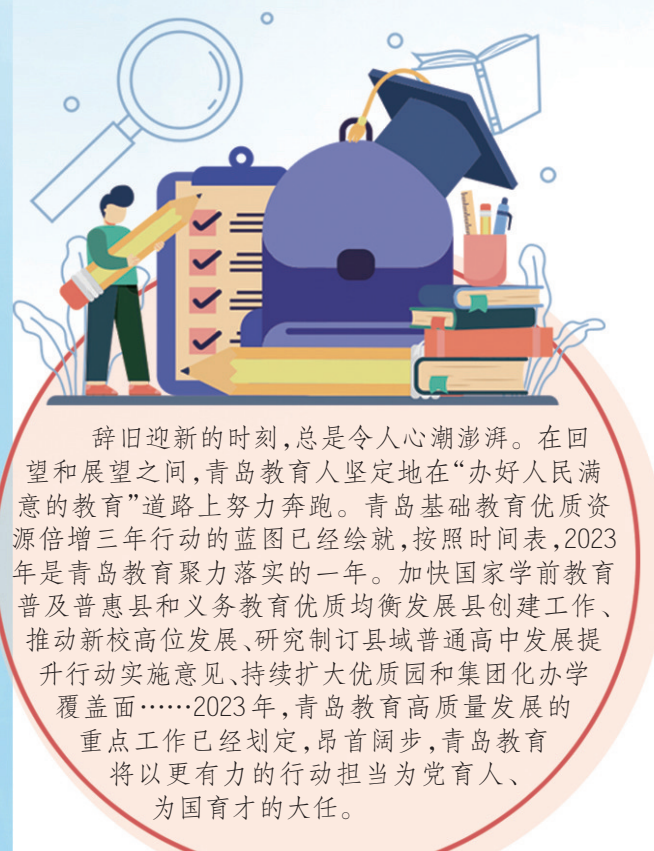 辞旧迎新的时刻,总是令人心潮澎湃。在回
望和展望之间,青岛教育人坚定地在“办好人民满
意的教育”道路上努力奔跑。青岛基础教育优质资
源倍增三年行动的蓝图已经绘就,按照时间表,2023
年是青岛教育聚力落实的一年。加快国家学前教育
普及普惠县和义务教育优质均衡发展县创建工作、
推动新校高位发展、研究制订县域普通高中发展提
升行动实施意见、持续扩大优质园和集团化办学
覆盖面……2023年,青岛教育高质量发展的
重点工作已经划定,昂首阔步,青岛教育
将以更有力的行动担当为党育人、
为国育才的大任。